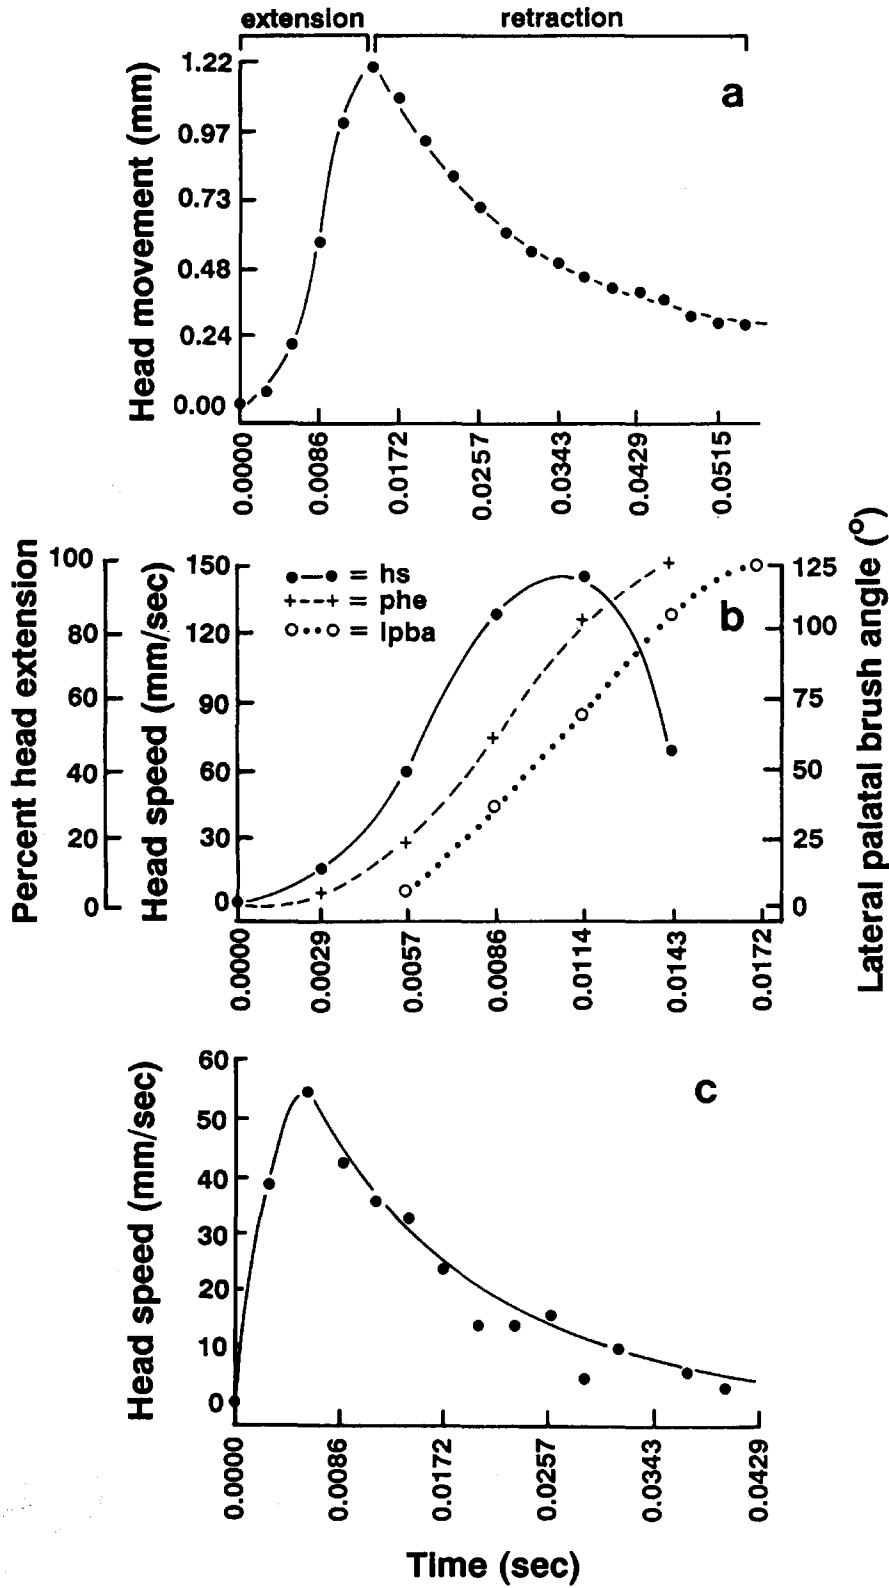 extension retraction
a
Head movement (mm)
1.22
0.97
0.73
0.48
0.24
0.00
0.0000 0.0086 0.0172 0.0257 0.0343 0.0429 0.0515
b
Percent head extension
100
80
60
40
20
0
Head speed (mm/sec)
150
120
90
60
30
0
= hs
= phe
= lpba
Lateral palatal brush angle (°)
125
100
75
50
25
0
0.0000 0.0029 0.0057 0.0086 0.0114 0.0143 0.0172
c
Head speed (mm/sec)
60
50
40
30
20
10
0
0.0000 0.0086 0.0172 0.0257 0.0343 0.0429
Time (sec)